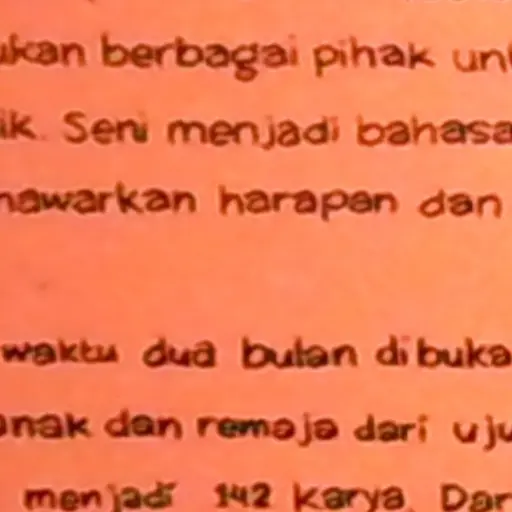 ukan berbagai pihak un
ik. Seni menjadi bahasa
nawarkan harapan dan
waktu dua bulan dibuka
anak dan remaja dari uju
menjadi 142 karya. Dar